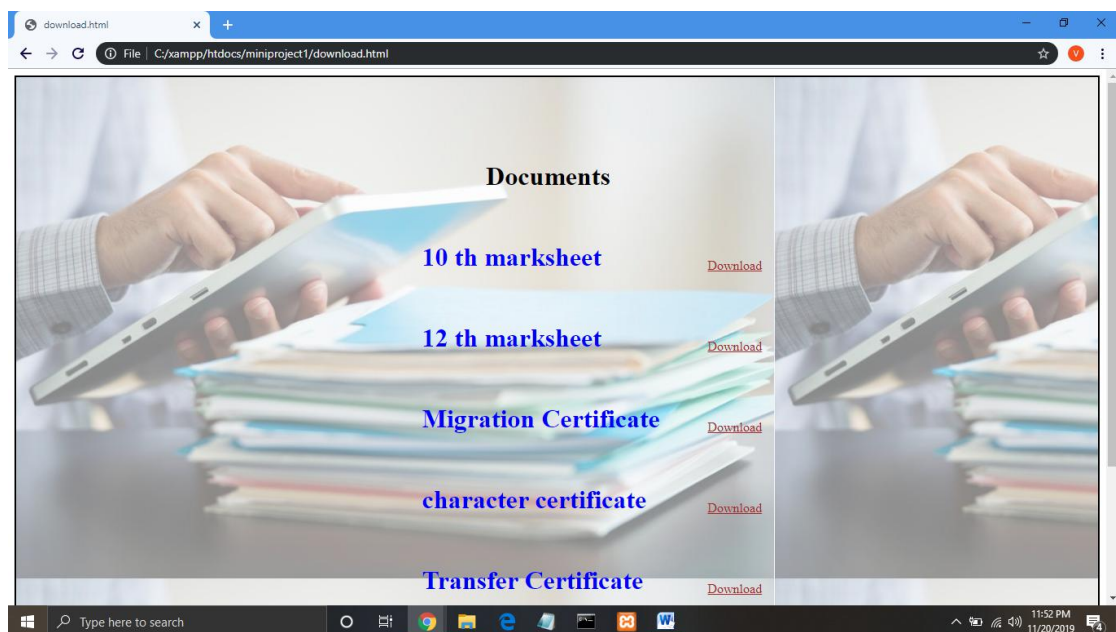 download.html
File | C:/xampp/htdocs/miniproject1/download.html
V
Documents
10 th marksheet Download
12 th marksheet Download
Migration Certificate Download
character certificate Download
Transfer Certificate Download
Type here to search
11:52 PM
11/20/2019
4